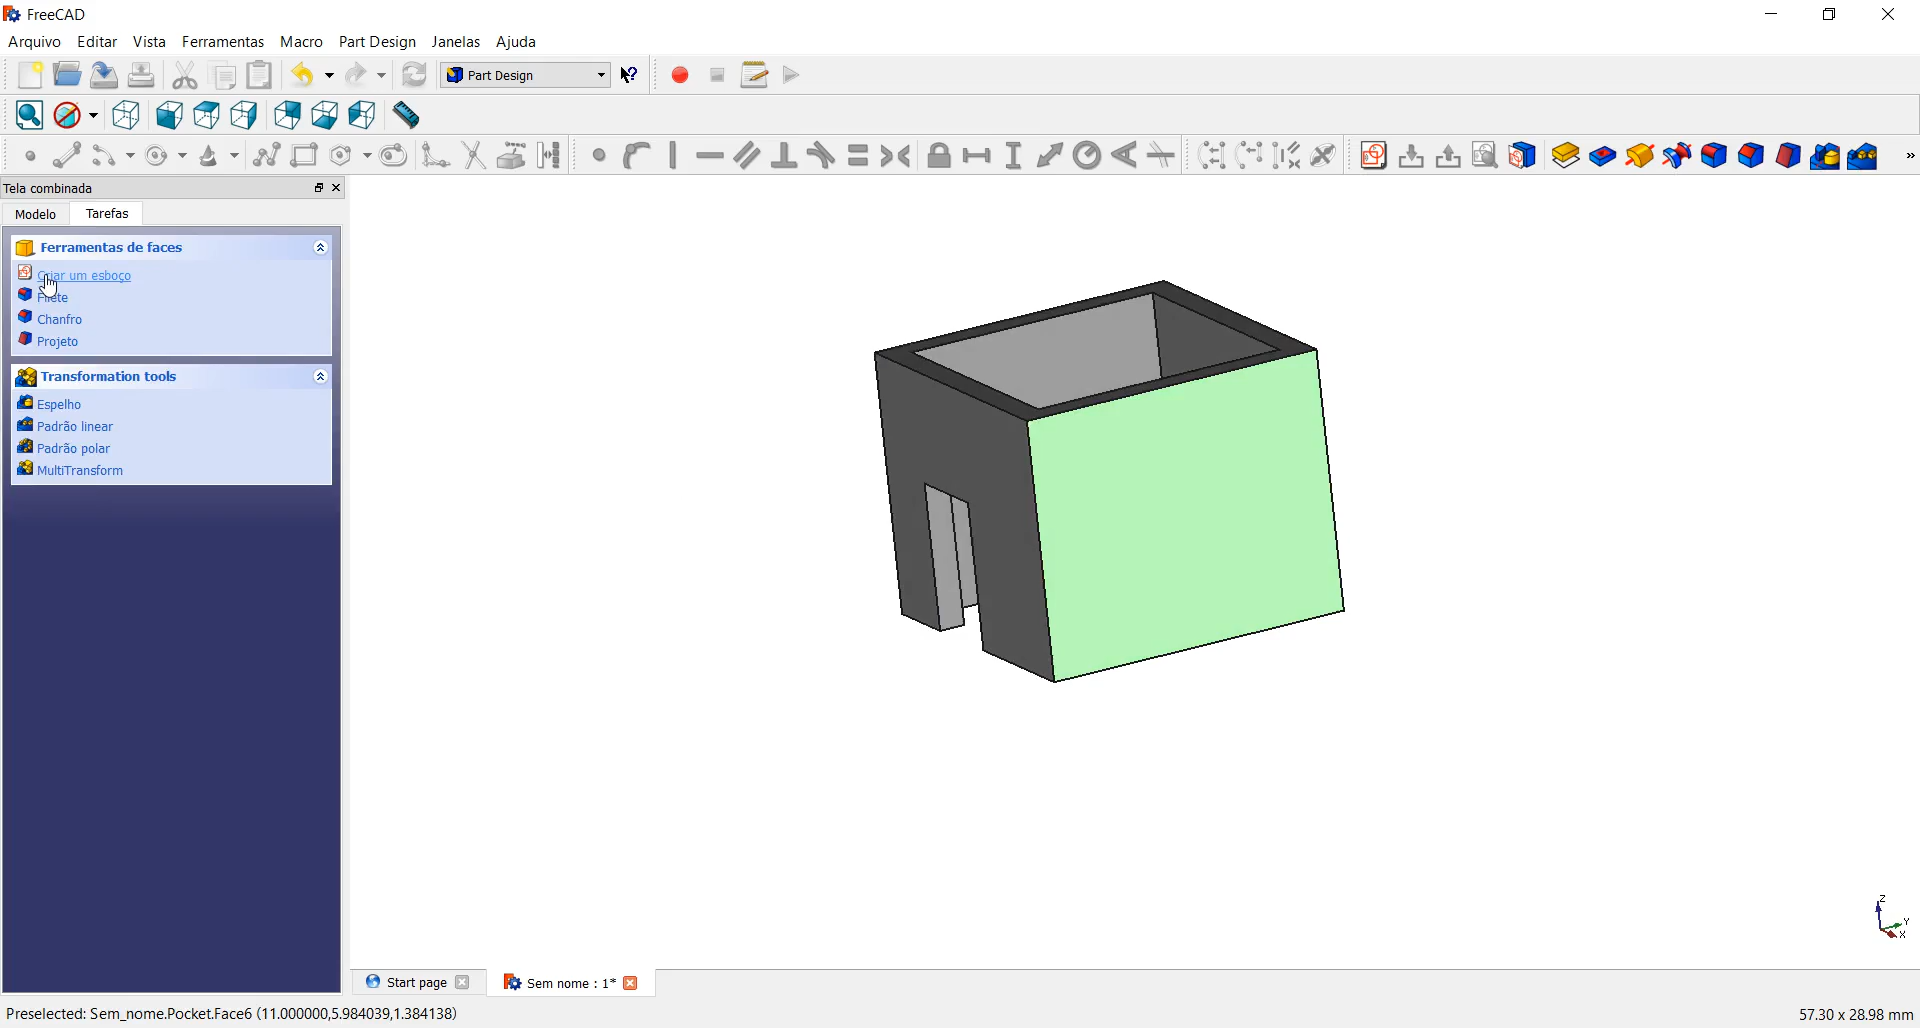 FreeCAD
Arquivo Editar Vista Ferramentas Macro Part Design Janelas Ajuda
Part Design
Tela combinada
Modelo Tarefas
Ferramentas de faces
Criar um esboço
Filete
Chanfro
Projeto
Transformation tools
Espelho
Padrão linear
Padrão polar
MultiTransform
Z
Y
X
Start page Sem nome : 1*
Preselected: Sem_nome.Pocket.Face6 (11.000000,5.984039,1.384138) 57.30 x 28.98 mm